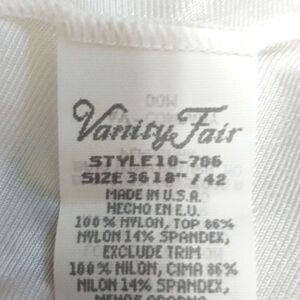 Vanity Fair
STYLE 10-706
SIZE 36 18" / 42
MADE IN U.S.A.
HECHO EN E.U.
100% NYLON, TOP 86%
NYLON 14% SPANDEX,
EXCLUDE TRIM
100% NILON, CIMA 86%
NILON 14% SPANDEX,